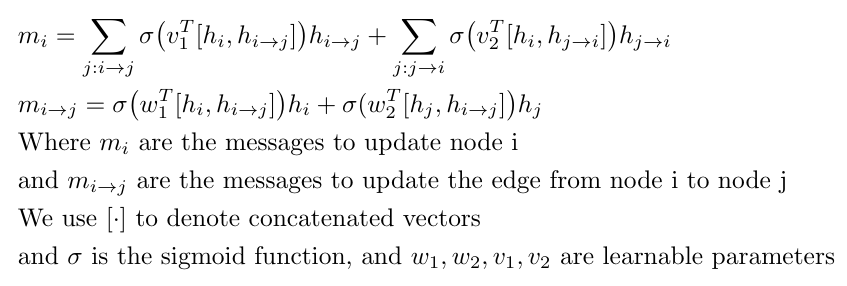 m_i = \sum_{j:i \to j} \sigma(v_1^T[h_i, h_{i \to j}])h_{i \to j} + \sum_{j:j \to i} \sigma(v_2^T[h_i, h_{j \to i}])h_{j \to i}
m_{i \to j} = \sigma(w_1^T[h_i, h_{i \to j}])h_i + \sigma(w_2^T[h_j, h_{i \to j}])h_j
Where m_i are the messages to update node i
and m_{i \to j} are the messages to update the edge from node i to node j
We use [·] to denote concatenated vectors
and σ is the sigmoid function, and w_1, w_2, v_1, v_2 are learnable parameters